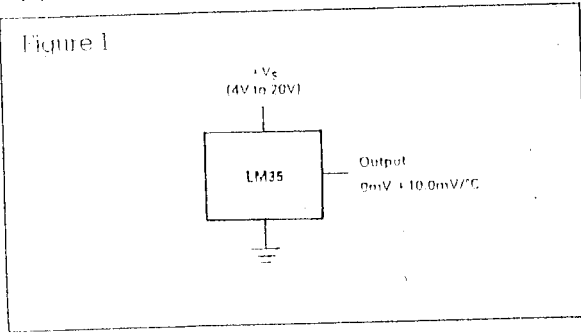 Figure 1
+VS
(4V to 20V)
LM35
Output
0mV +10.0mV/°C